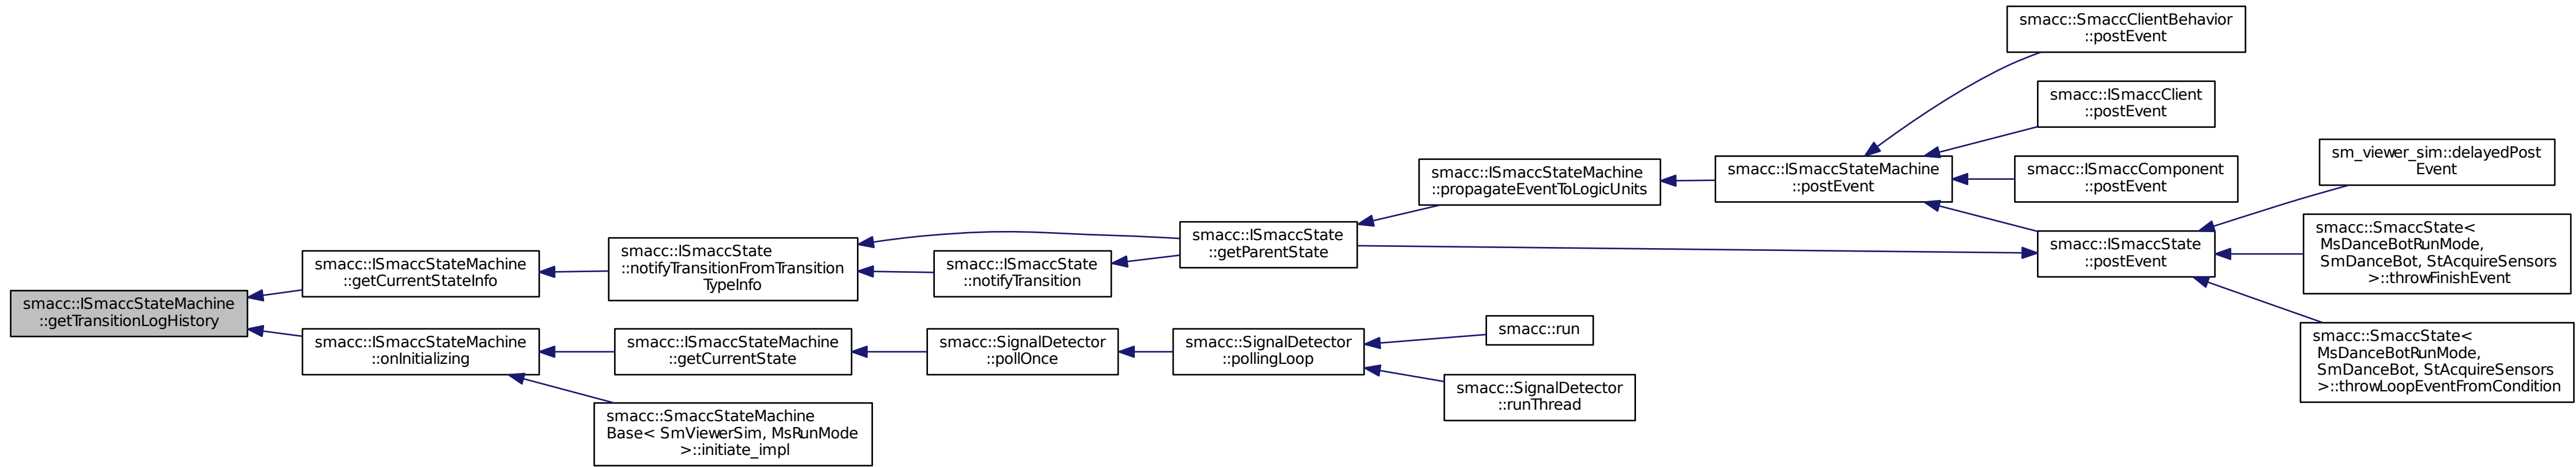 smacc::ISmaccStateMachine
::getTransitionLogHistory
smacc::ISmaccStateMachine
::getCurrentStateInfo
smacc::ISmaccState
::notifyTransitionFromTransition
TypeInfo
smacc::ISmaccState
::getParentState
smacc::ISmaccStateMachine
::propagateEventToLogicUnits
smacc::ISmaccStateMachine
::postEvent
smacc::SmaccClientBehavior
::postEvent
smacc::ISmaccClient
::postEvent
smacc::ISmaccComponent
::postEvent
smacc::ISmaccState
::postEvent
sm_viewer_sim::delayedPost
Event
smacc::SmaccState<
MsDanceBotRunMode,
SmDanceBot, StAcquireSensors
>::throwFinishEvent
smacc::SmaccState<
MsDanceBotRunMode,
SmDanceBot, StAcquireSensors
>::throwLoopEventFromCondition
smacc::ISmaccState
::notifyTransition
smacc::ISmaccStateMachine
::onInitializing
smacc::ISmaccStateMachine
::getCurrentState
smacc::SignalDetector
::pollOnce
smacc::SignalDetector
::pollingLoop
smacc::run
smacc::SignalDetector
::runThread
smacc::SmaccStateMachine
Base< SmViewerSim, MsRunMode
>::initiate_impl